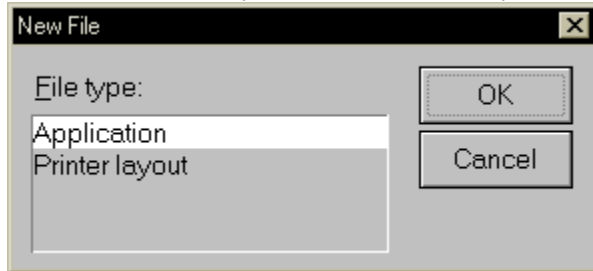 New File
File type:
Application
Printer layout
OK
Cancel